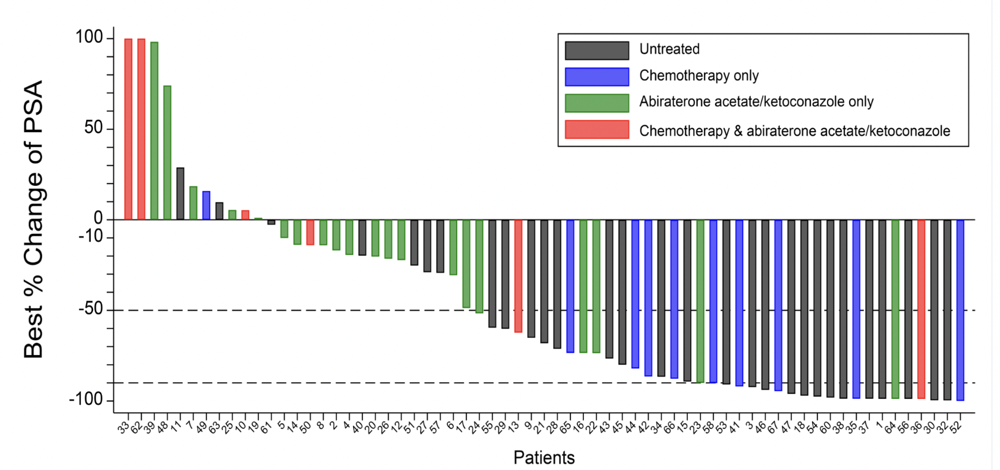 Best % Change of PSA
100
50
0
-10
-50
-100
Untreated
Chemotherapy only
Abiraterone acetate/ketoconazole only
Chemotherapy & abiraterone acetate/ketoconazole
33 62 39 48 11 7 49 63 25 10 19 61 5 14 50 8 2 4 40 20 26 12 51 27 57 6 17 24 55 29 13 9 21 28 65 16 22 43 45 44 42 34 66 15 23 58 53 41 3 46 67 47 18 54 60 38 35 37 1 64 56 36 30 32 52
Patients